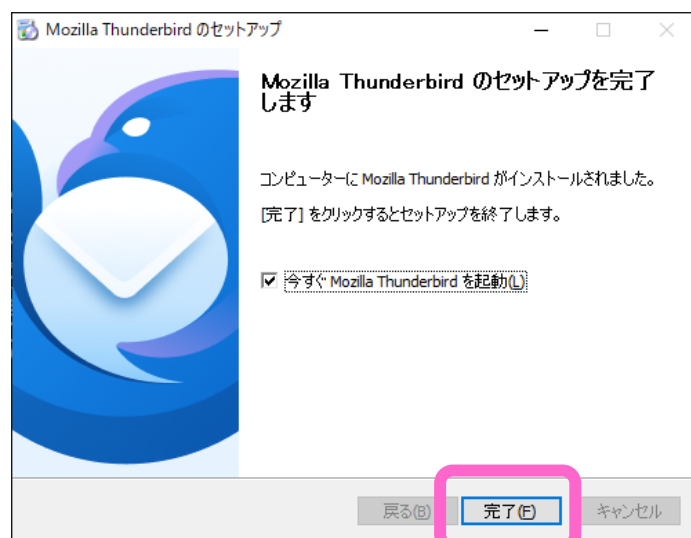 Mozilla Thunderbird のセットアップ
Mozilla Thunderbird のセットアップを完了
します
コンピューターに Mozilla Thunderbird がインストールされました。
[完了] をクリックするとセットアップを終了します。
今すぐ Mozilla Thunderbird を起動(L)
戻る(B) 完了(F) キャンセル